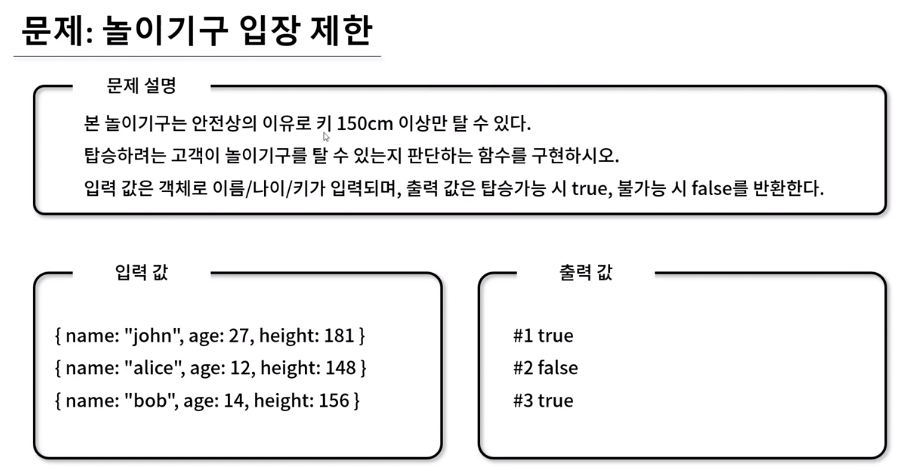 문제: 놀이기구 입장 제한
문제 설명
본 놀이기구는 안전상의 이유로 키 150cm 이상만 탈 수 있다.
탑승하려는 고객이 놀이기구를 탈 수 있는지 판단하는 함수를 구현하시오.
입력 값은 객체로 이름/나이/키가 입력되며, 출력 값은 탑승가능 시 true, 불가능 시 false를 반환한다.
입력 값
{ name: "john", age: 27, height: 181 }
{ name: "alice", age: 12, height: 148 }
{ name: "bob", age: 14, height: 156 }
출력 값
#1 true
#2 false
#3 true